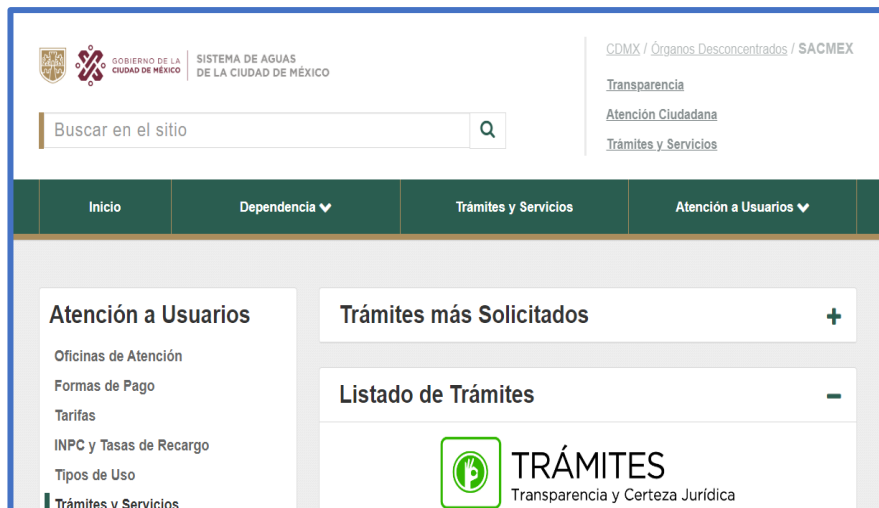 GOBIERNO DE LA
CIUDAD DE MÉXICO
SISTEMA DE AGUAS
DE LA CIUDAD DE MÉXICO
CDMX / Órganos Desconcentrados / SACMEX
Transparencia
Atención Ciudadana
Trámites y Servicios
Buscar en el sitio
Inicio
Dependencia
Trámites y Servicios
Atención a Usuarios
Atención a Usuarios
Oficinas de Atención
Formas de Pago
Tarifas
INPC y Tasas de Recargo
Tipos de Uso
Trámites y Servicios
Trámites más Solicitados
Listado de Trámites
TRÁMITES
Transparencia y Certeza Jurídica